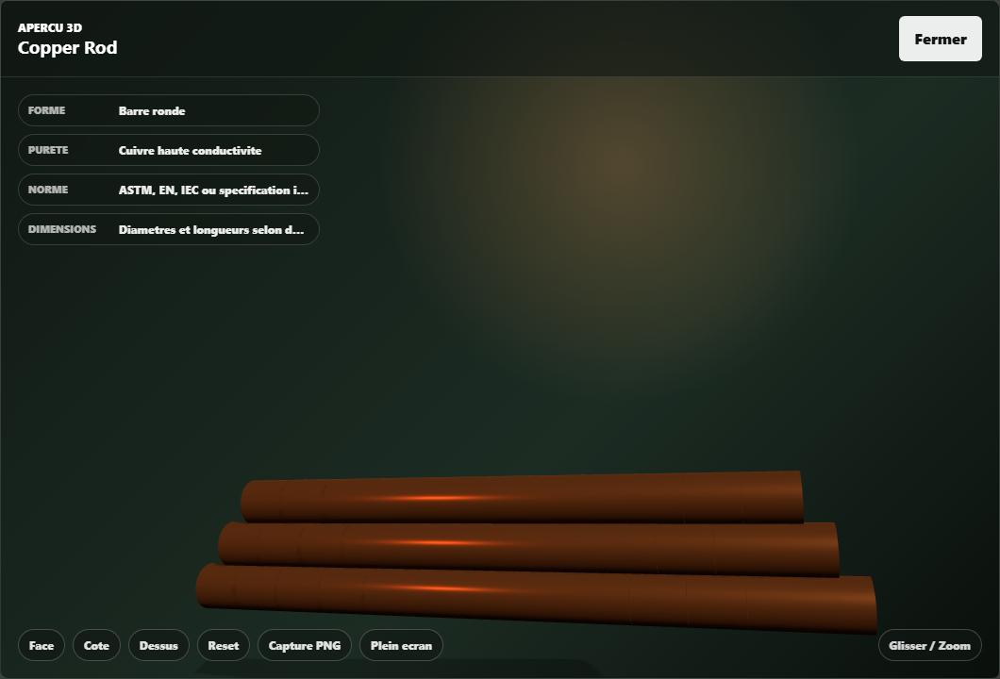 APERCU 3D
Copper Rod
Fermer
FORME Barre ronde
PURETE Cuivre haute conductivite
NORME ASTM, EN, IEC ou specification i...
DIMENSIONS Diametres et longueurs selon d...
Face Cote Dessus Reset Capture PNG Plein ecran Glisser / Zoom